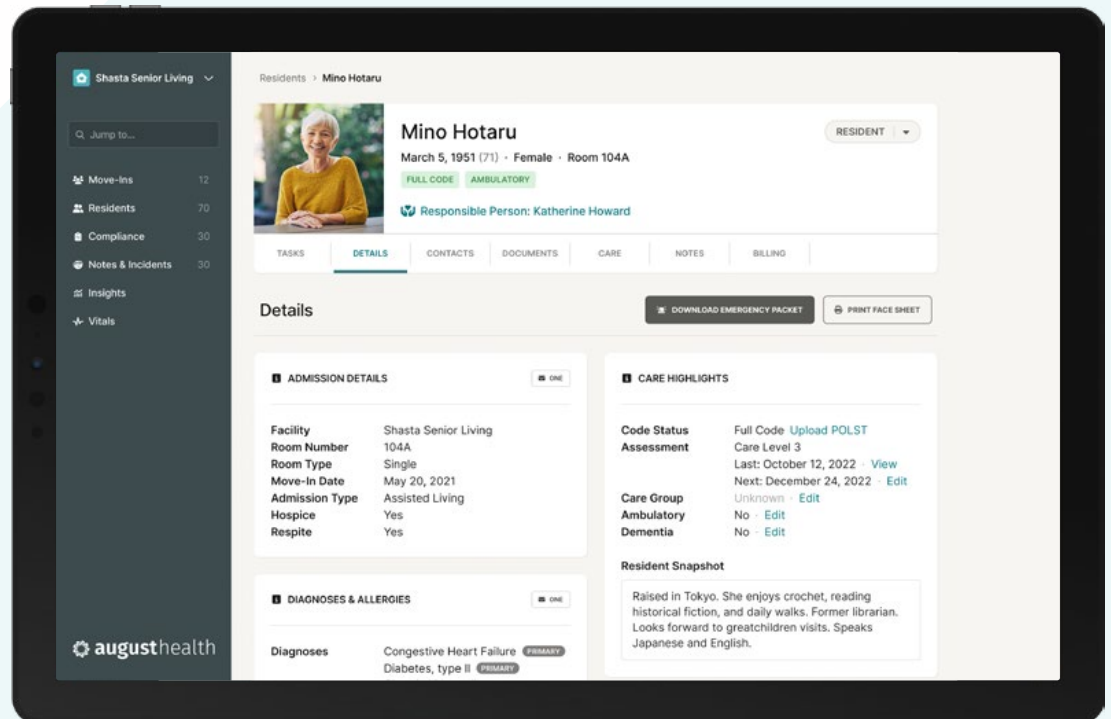 Shasta Senior Living
Jump to...
Move-Ins 12
Residents 70
Compliance 30
Notes & Incidents 30
Insights
Vitals
augusthealth
Residents > Mino Hotaru
Mino Hotaru
RESIDENT
March 5, 1951 (71) · Female · Room 104A
FULL CODE AMBULATORY
Responsible Person: Katherine Howard
TASKS DETAILS CONTACTS DOCUMENTS CARE NOTES BILLING
Details
DOWNLOAD EMERGENCY PACKET
PRINT FACE SHEET
ADMISSION DETAILS
ONE
Facility Shasta Senior Living
Room Number 104A
Room Type Single
Move-In Date May 20, 2021
Admission Type Assisted Living
Hospice Yes
Respite Yes
DIAGNOSES & ALLERGIES
ONE
Diagnoses Congestive Heart Failure PRIMARY
Diabetes, type II PRIMARY
CARE HIGHLIGHTS
Code Status Full Code Upload POLST
Assessment Care Level 3
Last: October 12, 2022 · View
Next: December 24, 2022 · Edit
Care Group Unknown · Edit
Ambulatory No · Edit
Dementia No · Edit
Resident Snapshot
Raised in Tokyo. She enjoys crochet, reading
historical fiction, and daily walks. Former librarian.
Looks forward to greatchildren visits. Speaks
Japanese and English.